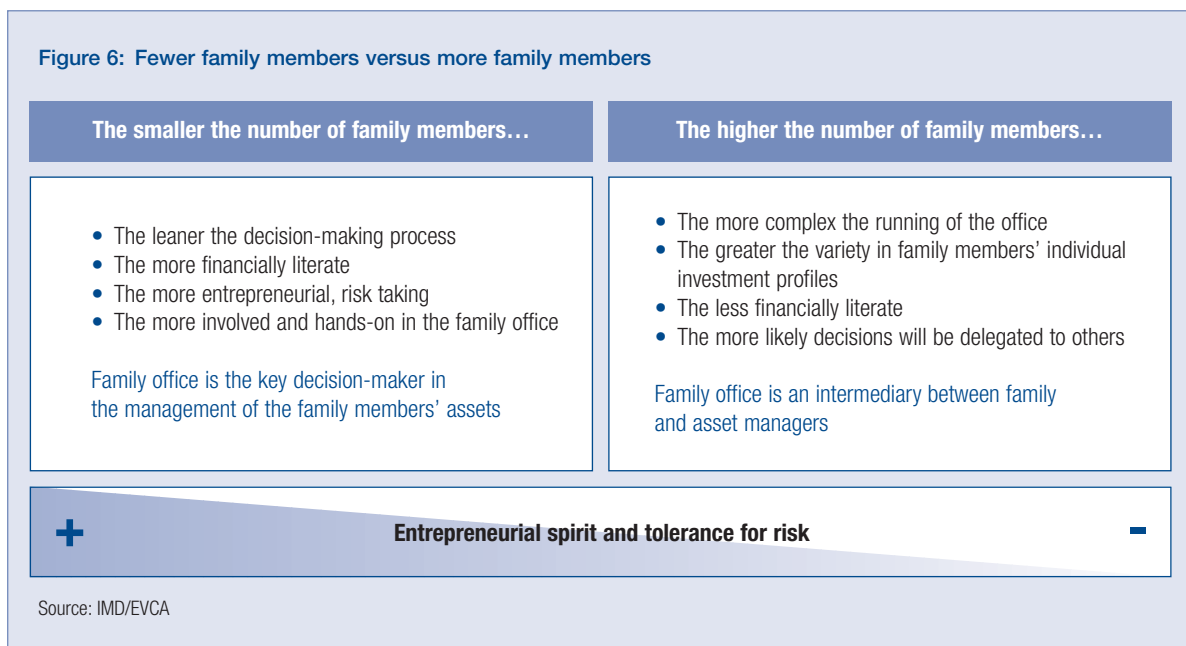 Figure 6: Fewer family members versus more family members
The smaller the number of family members…
• The leaner the decision-making process
• The more financially literate
• The more entrepreneurial, risk taking
• The more involved and hands-on in the family office
Family office is the key decision-maker in
the management of the family members’ assets
The higher the number of family members…
• The more complex the running of the office
• The greater the variety in family members’ individual
investment profiles
• The less financially literate
• The more likely decisions will be delegated to others
Family office is an intermediary between family
and asset managers
+ Entrepreneurial spirit and tolerance for risk -
Source: IMD/EVCA